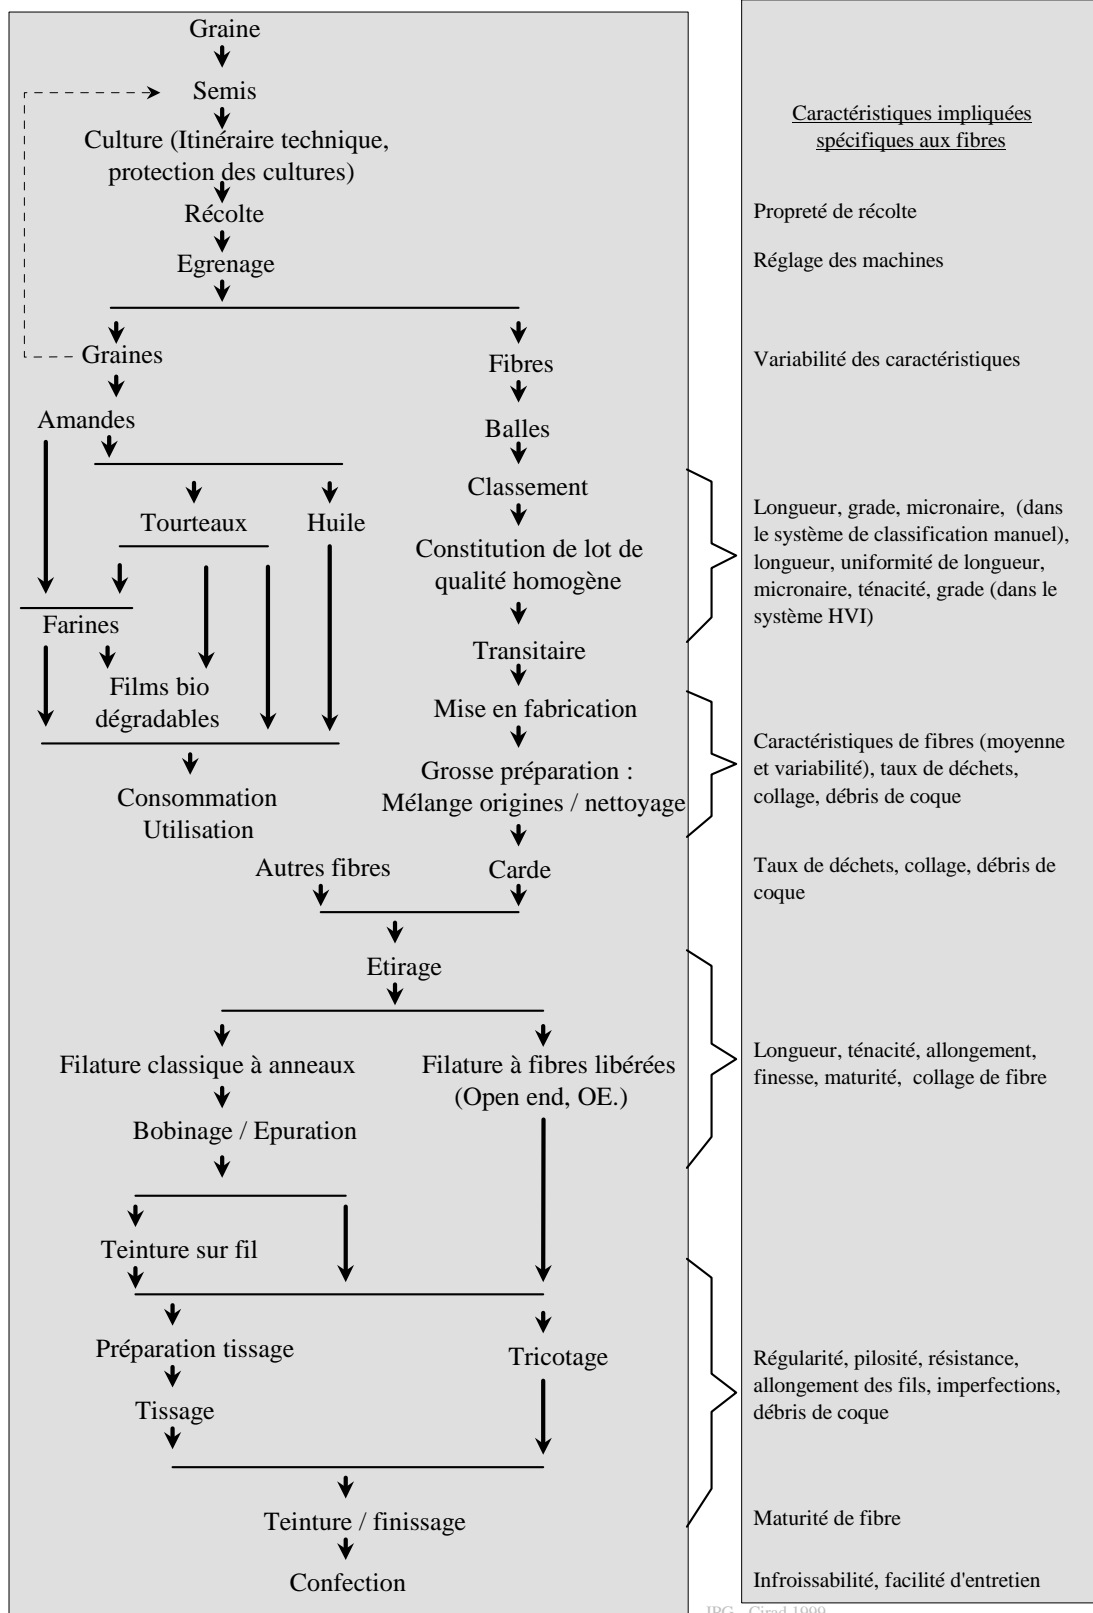 Graine
Semis
Culture (Itinéraire technique,
protection des cultures)
Récolte
Egrenage
Graines
Fibres
Amandes
Balles
Classement
Tourteaux
Huile
Constitution de lot de
qualité homogène
Farines
Transitaire
Films bio
dégradables
Mise en fabrication
Grosse préparation :
Mélange origines / nettoyage
Consommation
Utilisation
Autres fibres
Carde
Etirage
Filature classique à anneaux
Filature à fibres libérées
(Open end, OE.)
Bobinage / Epuration
Teinture sur fil
Préparation tissage
Tricotage
Tissage
Teinture / finissage
Confection
Caractéristiques impliquées
spécifiques aux fibres
Propreté de récolte
Réglage des machines
Variabilité des caractéristiques
Longueur, grade, micronaire, (dans
le système de classification manuel),
longueur, uniformité de longueur,
micronaire, ténacité, grade (dans le
système HVI)
Caractéristiques de fibres (moyenne
et variabilité), taux de déchets,
collage, débris de coque
Taux de déchets, collage, débris de
coque
Longueur, ténacité, allongement,
finesse, maturité, collage de fibre
Régularité, pilosité, résistance,
allongement des fils, imperfections,
débris de coque
Maturité de fibre
Infroissabilité, facilité d'entretien
JPG - Cirad 1999